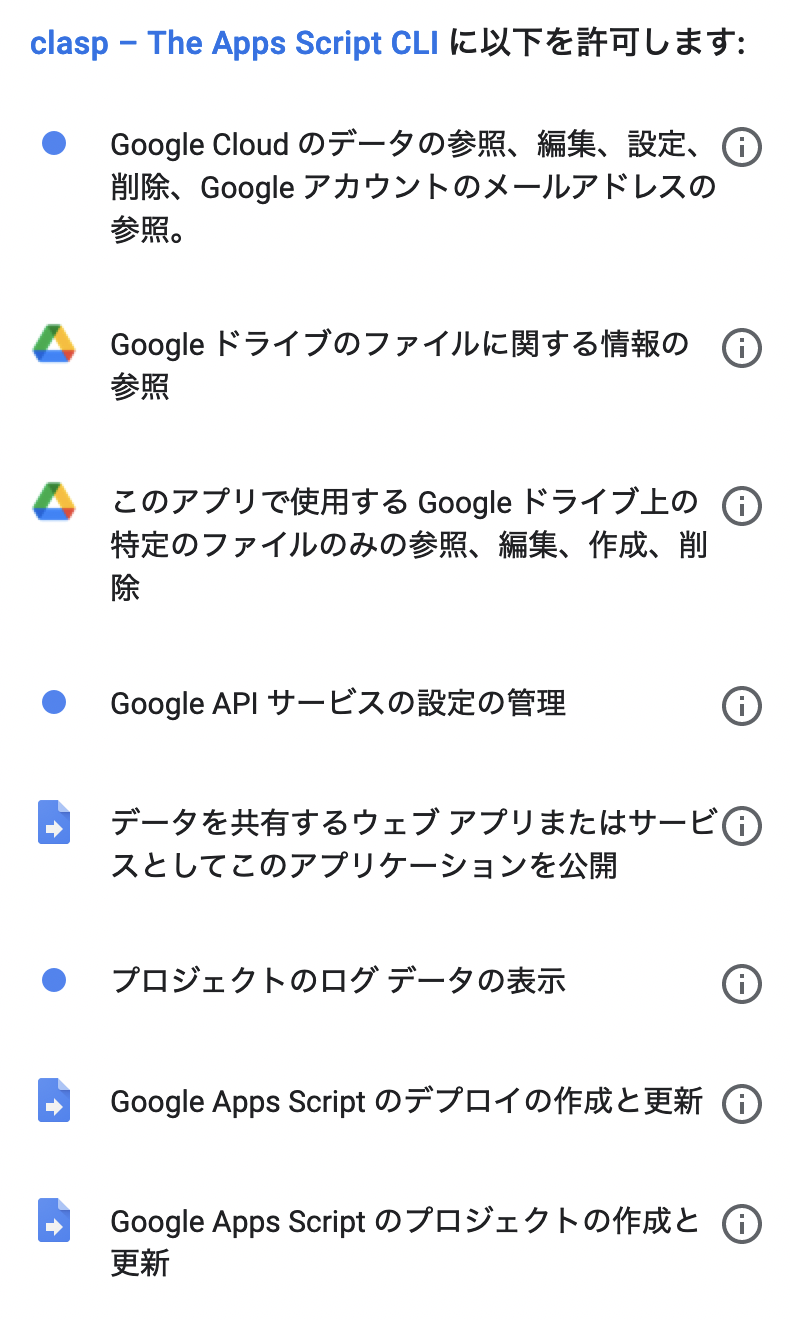 clasp – The Apps Script CLI に以下を許可します:
Google Cloud のデータの参照、編集、設定、
削除、Google アカウントのメールアドレスの
参照。
Google ドライブのファイルに関する情報の
参照
このアプリで使用する Google ドライブ上の
特定のファイルのみの参照、編集、作成、削
除
Google API サービスの設定の管理
データを共有するウェブ アプリまたはサービ
スとしてこのアプリケーションを公開
プロジェクトのログ データの表示
Google Apps Script のデプロイの作成と更新
Google Apps Script のプロジェクトの作成と
更新